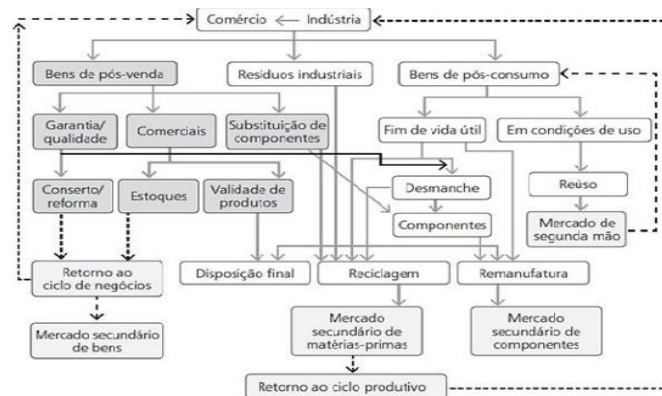 Comércio Indústria
Bens de pós-venda
Resíduos industriais
Bens de pós-consumo
Garantia/
qualidade
Comerciais
Substituição de
componentes
Fim de vida útil
Em condições de uso
Conserto/
reforma
Estoques
Validade de
produtos
Desmanche
Reúso
Componentes
Mercado de
segunda mão
Retorno ao
ciclo de negócios
Disposição final
Reciclagem
Remanufatura
Mercado secundário
de bens
Mercado
secundário de
matérias-primas
Mercado
secundário de
componentes
Retorno ao ciclo produtivo